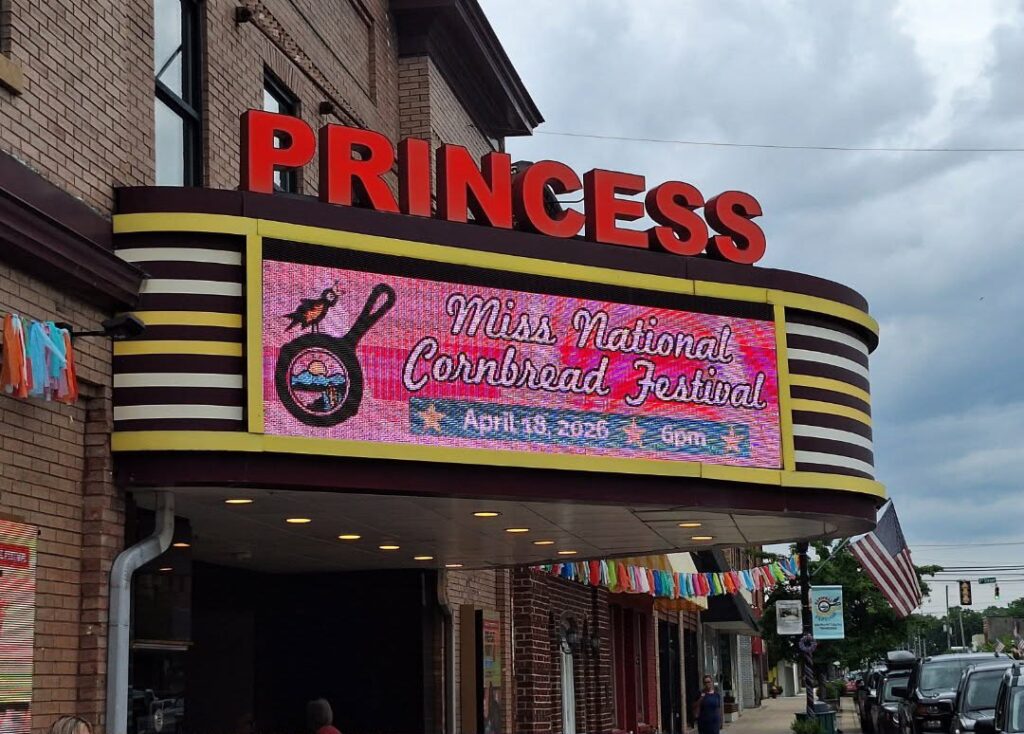 PRINCESS
Miss National
Cornbread Festival
April 18, 2026 6pm